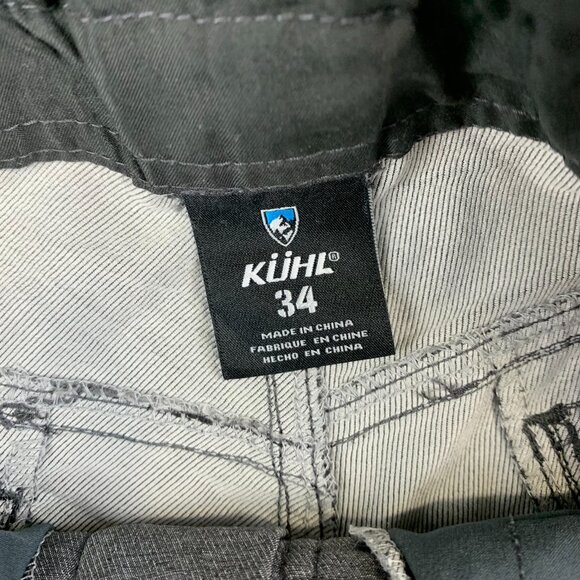 KÜHL®
34
MADE IN CHINA
FABRIQUE EN CHINE
HECHO EN CHINA